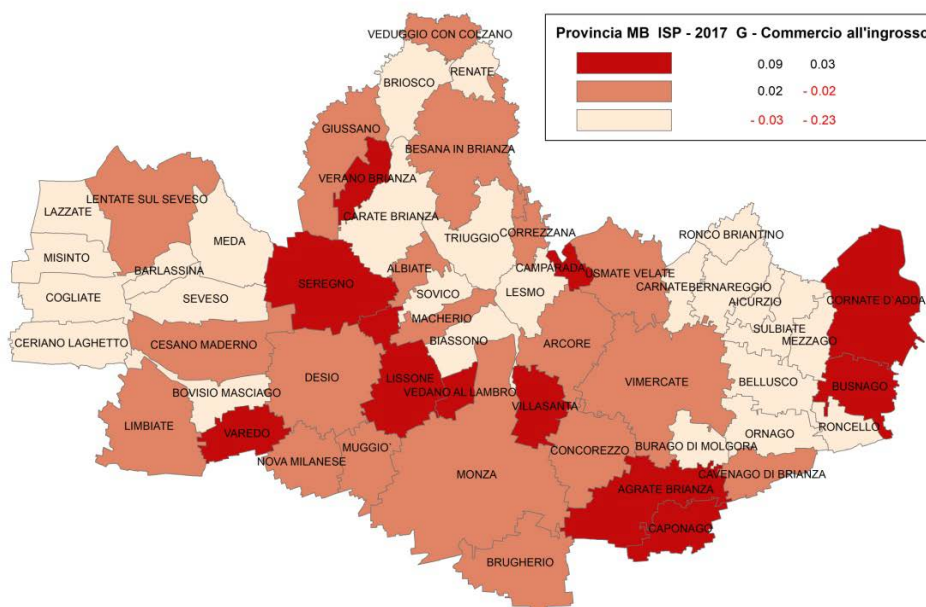 Provincia MB ISP - 2017 G - Commercio all'ingrosso
0.09 0.03
0.02 - 0.02
- 0.03 - 0.23
VEDUGGIO CON COLZANO
RENATE
BRIOSCO
GIUSSANO
BESANA IN BRIANZA
VERANO BRIANZA
LENTATE SUL SEVESO
LAZZATE
CARATE BRIANZA
CORREZZANA
RONCO BRIANTINO
TRIUGGIO
MEDA
MISINTO
BARLASSINA
ALBIATE
CAMPARADA
USMATE VELATE
SEREGNO
CARNATE
BERNAREGGIO
COGLIATE
SEVESO
SOVICO
LESMO
AICURZIO
CORNATE D'ADDA
MACHERIO
SULBIATE
CERIANO LAGHETTO
CESANO MADERNO
BIASSONO
ARCORE
MEZZAGO
DESIO
LISSONE
VIMERCATE
BELLUSCO
BUSNAGO
BOVISIO MASCIAGO
VEDANO AL LAMBRO
VILLASANTA
LIMBIATE
VAREDO
ORNAGO
RONCELLO
MUGGIO'
CONCOREZZO
BURAGO DI MOLGORA
NOVA MILANESE
MONZA
CAVENAGO DI BRIANZA
AGRATE BRIANZA
CAPONAGO
BRUGHERIO